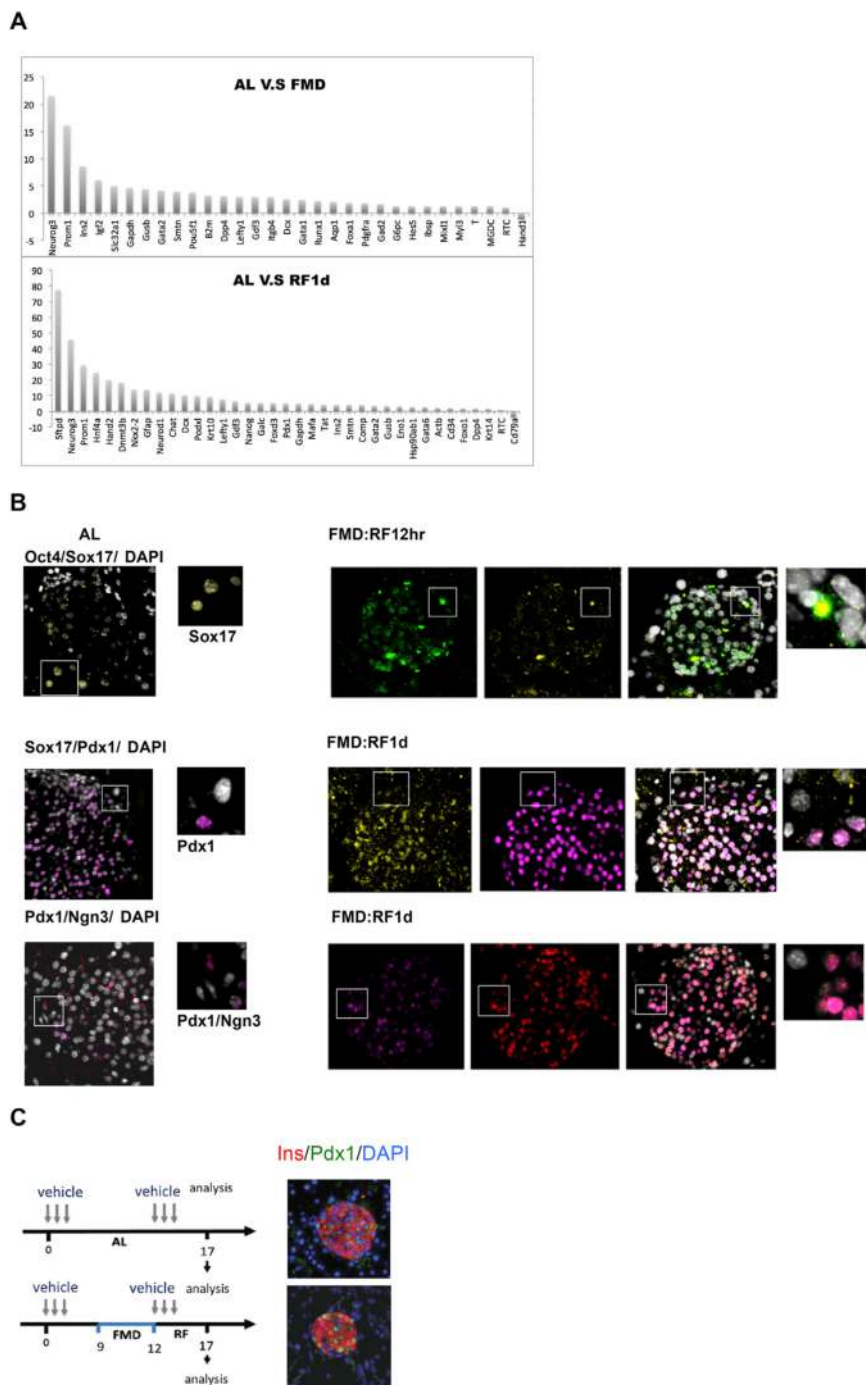 A
AL V.S FMD
25
20
15
10
5
0
-5
Neurog3 Prom1 Ins2 Igf2 Slc32a1 Gapdh Gusb Gata2 Smtn Pou5f1 B2m Dpp4 Lefty1 Gdf3 Itgb4 Dcx Gata1 Runx1 Aqp1 Foxa1 Pdgfra Gad2 G6pc Hes5 Ibsp Mixl1 Myl3 T MGDC RTC Hand1
AL V.S RF1d
90
80
70
60
50
40
30
20
10
0
-10
Sftpd Neurog3 Prom1 Hnf4a Hand2 Dnmt3b Nkx2-2 Gfap Neurod1 Chat Dcx Podxl Krt10 Lefty1 Gdf3 Nanog Galc Foxd3 Pdx1 Gapdh Mafa Tat Ins2 Smtn Comp Gata2 Gusb Eno1 Hsp90ab1 Gata6 Actb Cd34 Foxo1 Dpp4 Krt14 RTC Cd79a
B
AL
FMD:RF12hr
Oct4/Sox17/ DAPI
Sox17
Sox17/Pdx1/ DAPI
FMD:RF1d
Pdx1
Pdx1/Ngn3/ DAPI
FMD:RF1d
Pdx1/Ngn3
C
Ins/Pdx1/DAPI
vehicle vehicle analysis
AL
0 17
vehicle vehicle analysis
FMD RF
0 9 12 17
analysis